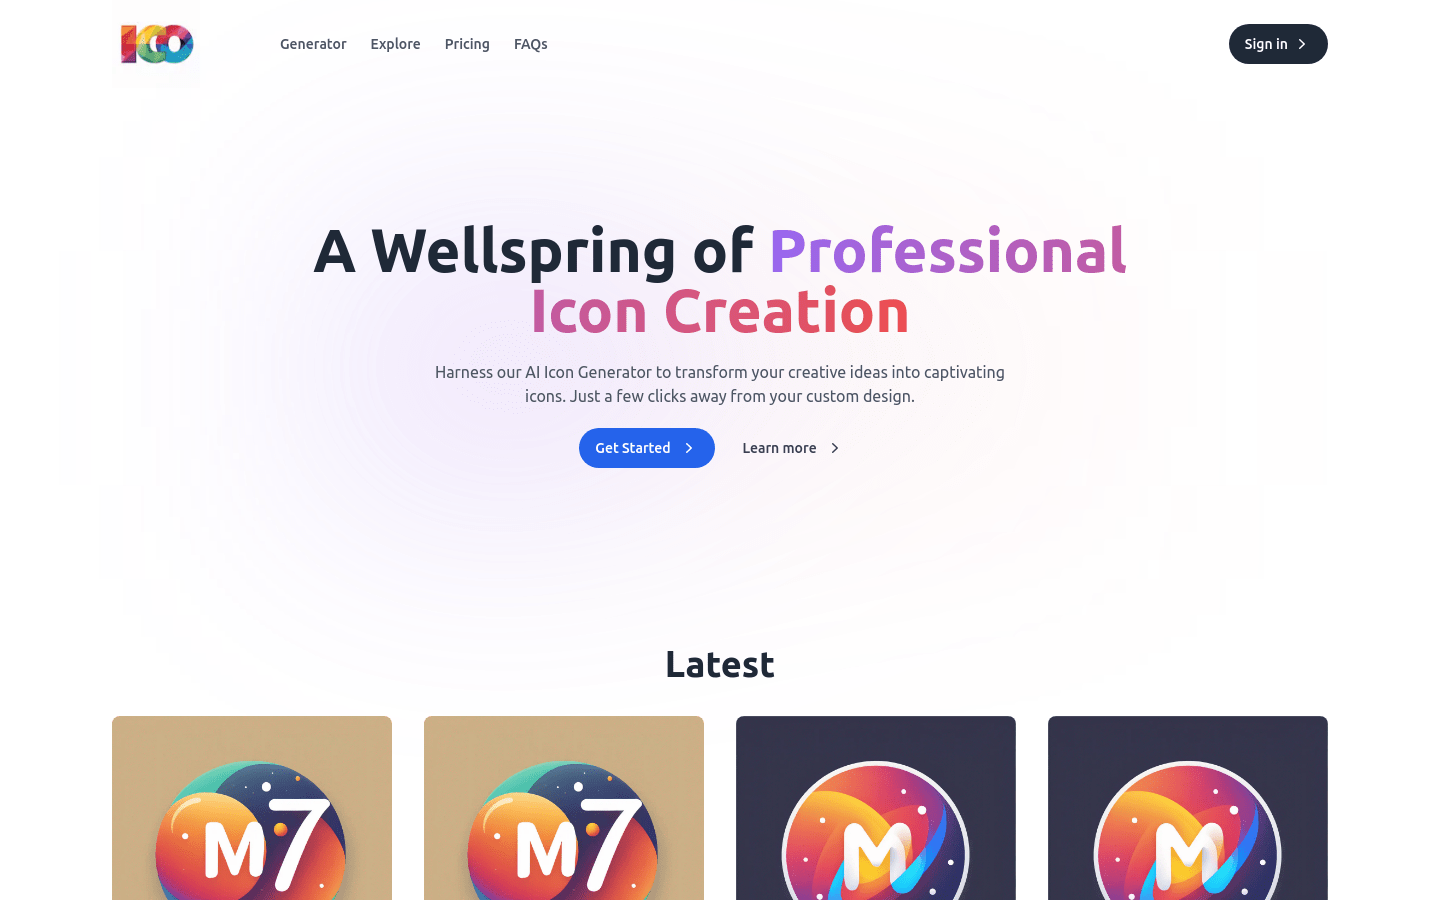 ICO
Generator
Explore
Pricing
FAQs
Sign in
A Wellspring of Professional
Icon Creation
Harness our AI Icon Generator to transform your creative ideas into captivating
icons. Just a few clicks away from your custom design.
Get Started
Learn more
Latest
M7
M7
M
M